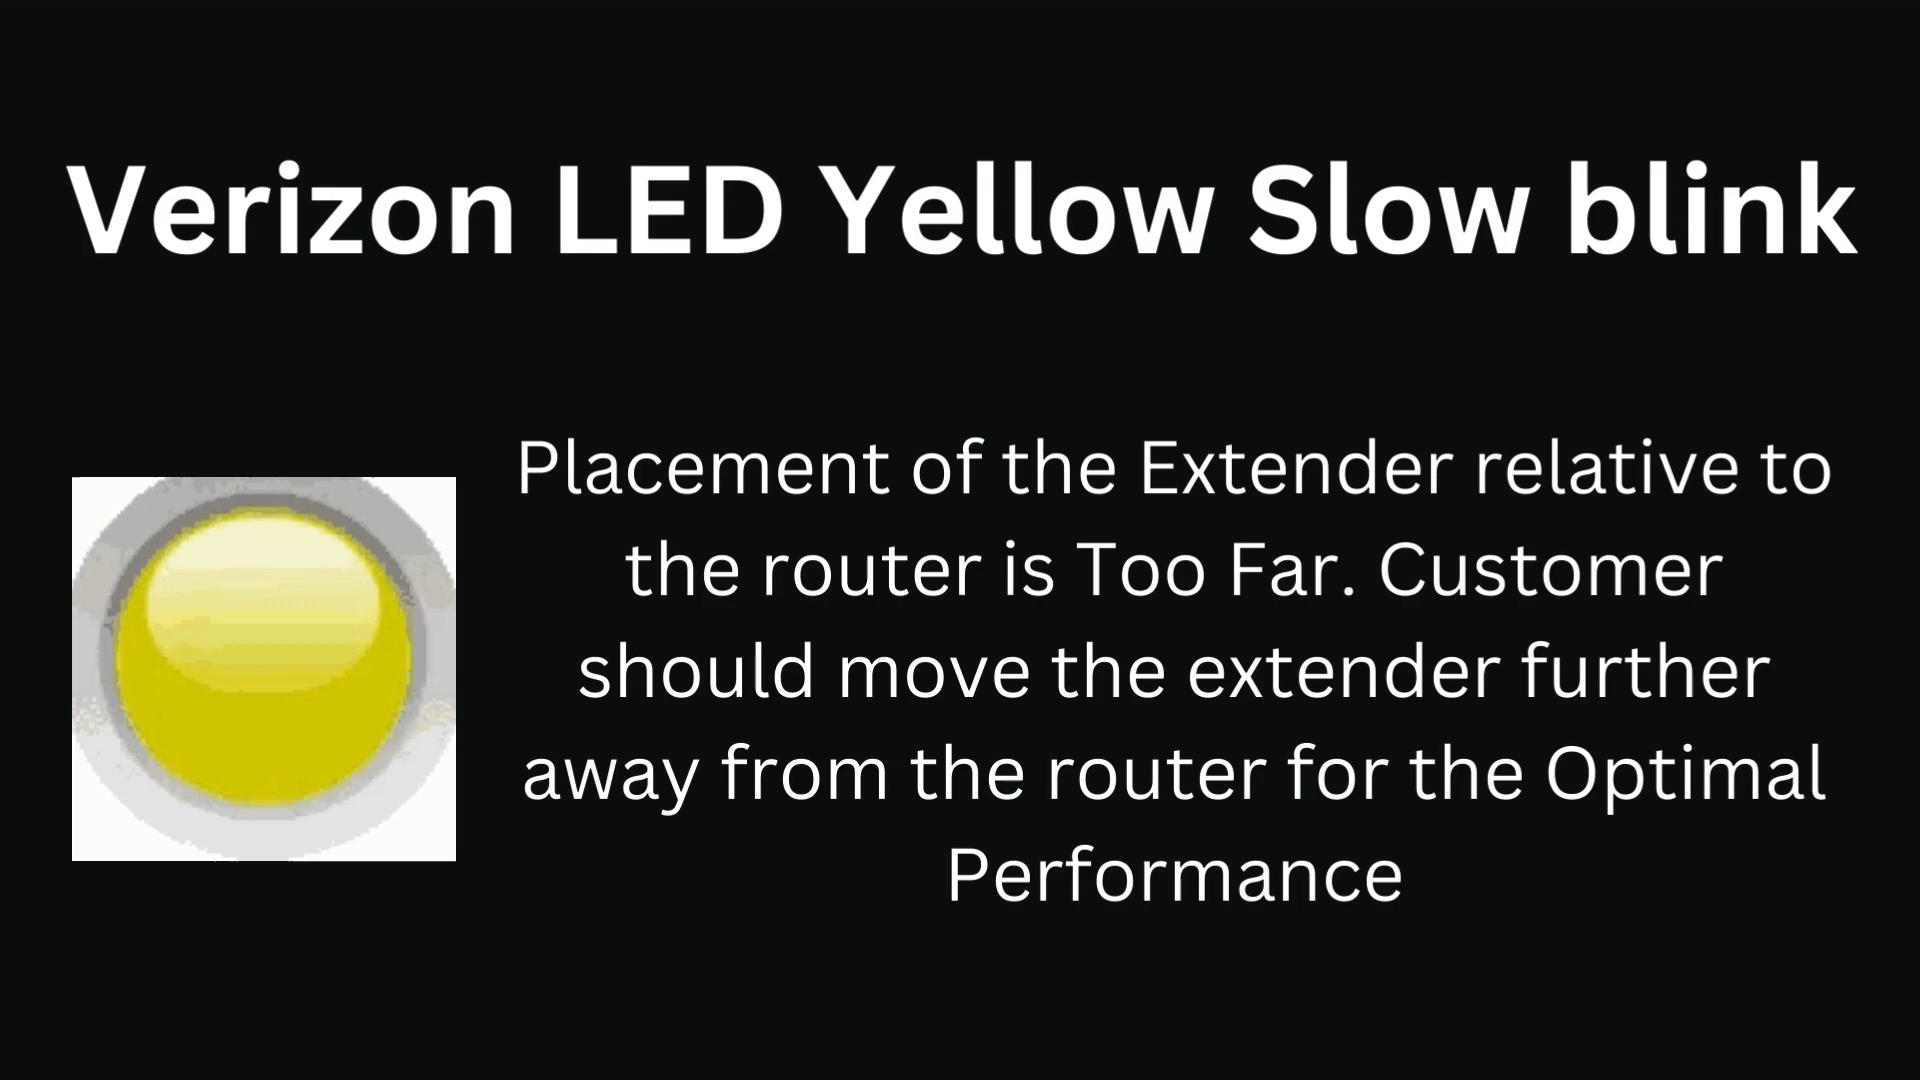 Verizon LED Yellow Slow blink
Placement of the Extender relative to
the router is Too Far. Customer
should move the extender further
away from the router for the Optimal
Performance